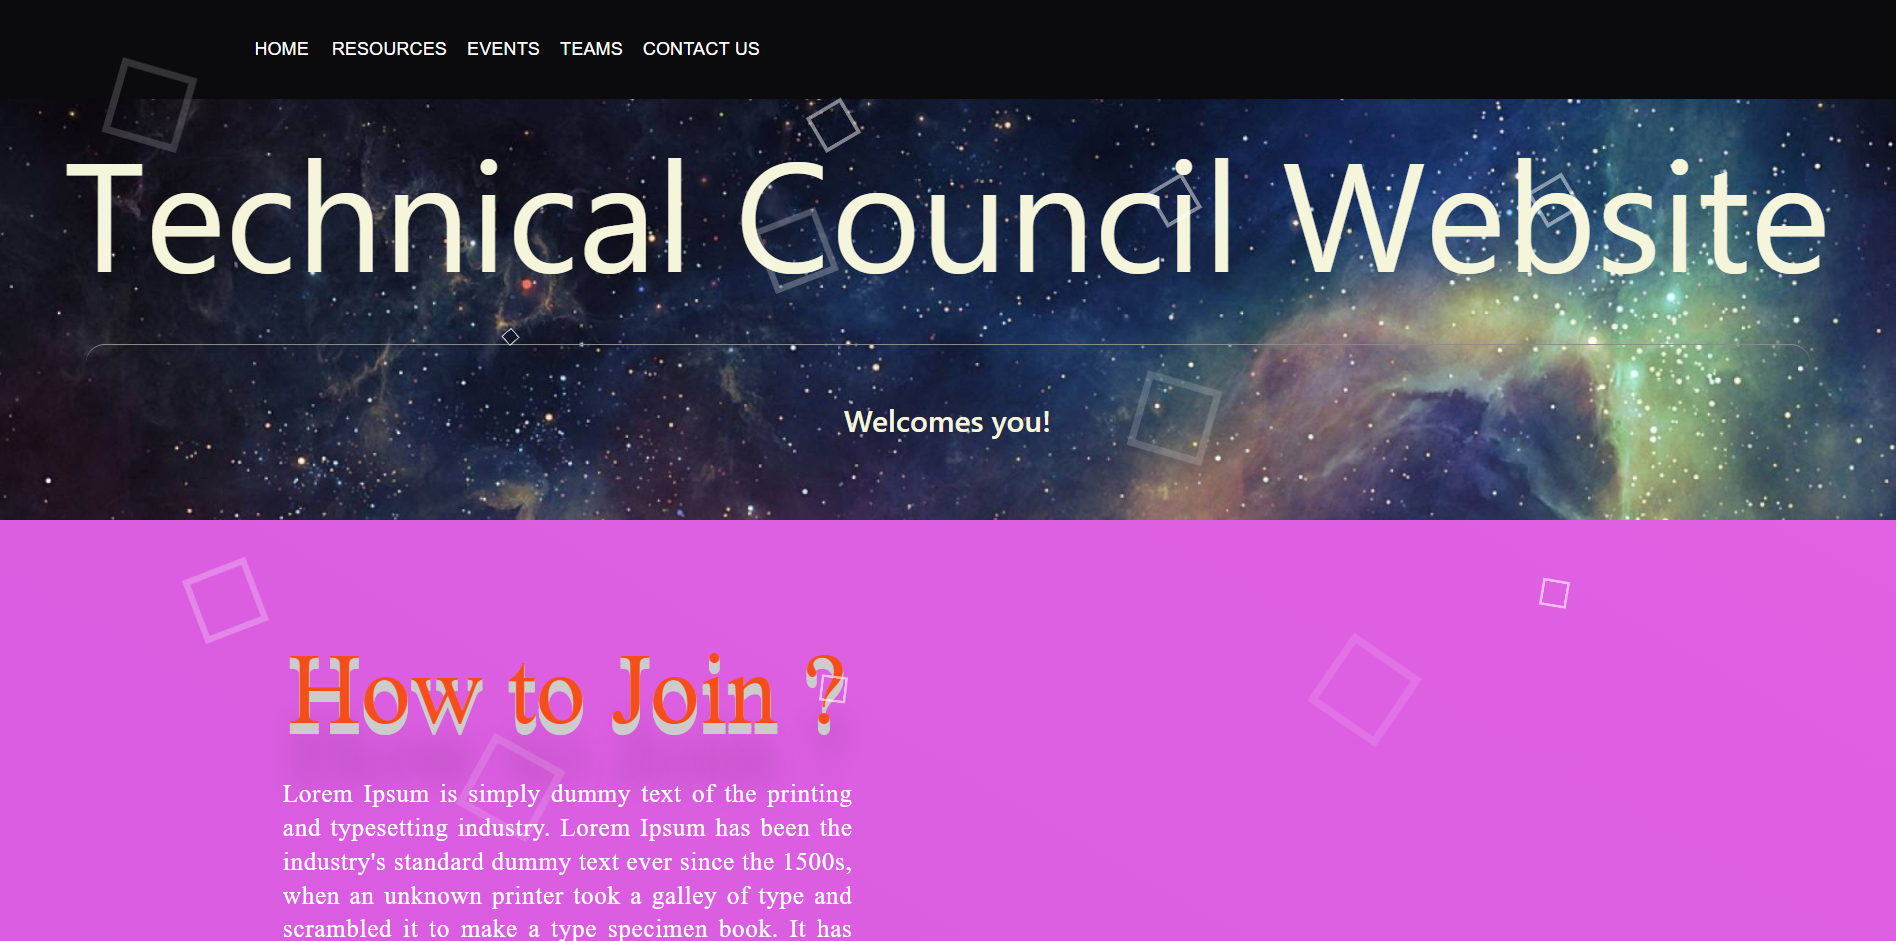 HOME RESOURCES EVENTS TEAMS CONTACT US
Technical Council Website
Welcomes you!
How to Join ?
Lorem Ipsum is simply dummy text of the printing
and typesetting industry. Lorem Ipsum has been the
industry's standard dummy text ever since the 1500s,
when an unknown printer took a galley of type and
scrambled it to make a type specimen book. It has